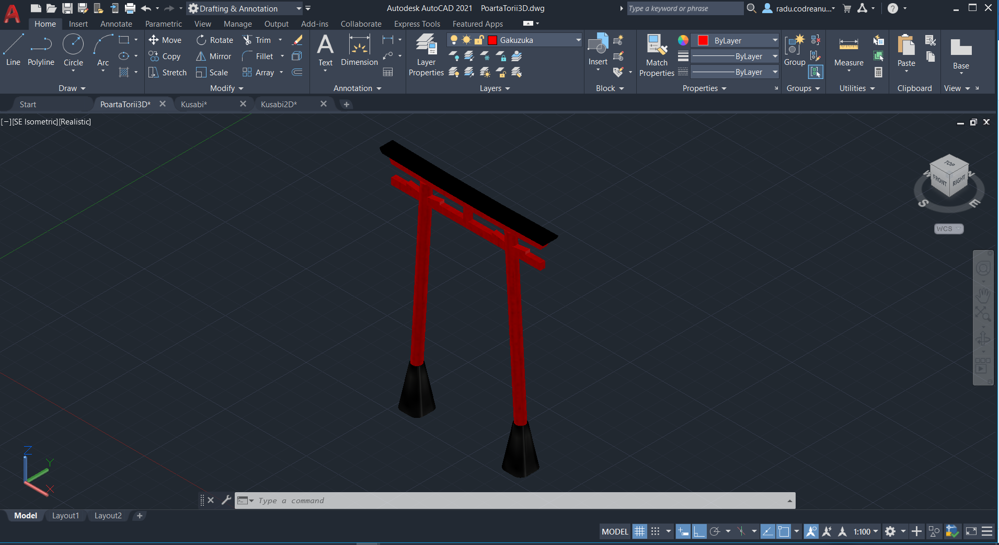 Drafting & Annotation
Autodesk AutoCAD 2021 PoartaTorii3D.dwg
Type a keyword or phrase
radu.codreanu...
Home Insert Annotate Parametric View Manage Output Add-ins Collaborate Express Tools Featured Apps
Line
Polyline
Circle
Arc
Move
Rotate
Trim
Copy
Mirror
Fillet
Stretch
Scale
Array
Text
Dimension
Layer
Properties
Gakuzuka
Insert
Match
Properties
ByLayer
ByLayer
ByLayer
Group
Measure
Paste
Base
Draw
Modify
Annotation
Layers
Block
Properties
Groups
Utilities
Clipboard
View
Start
PoartaTorii3D*
Kusabi*
Kusabi2D*
[−][SE Isometric][Realistic]
TOP
FRONT
RIGHT
W
N
S
E
WCS
Z
Y
X
Type a command
Model Layout1 Layout2
MODEL
1:100